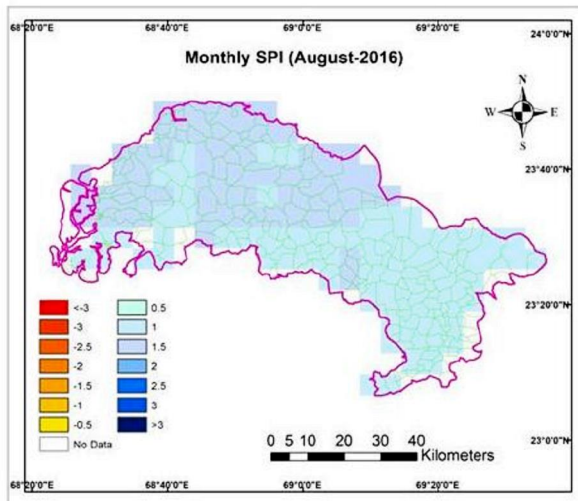 68°20'0"E 68°40'0"E 69°0'0"E 69°20'0"E
24°0'0"N
Monthly SPI (August-2016)
N
W E
S
23°40'0"N
23°20'0"N
<-3 0.5
-3 1
-2.5 1.5
-2 2
-1.5 2.5
-1 3
-0.5 >3
No Data
0 5 10 20 30 40
Kilometers
23°0'0"N
68°20'0"E 68°40'0"E 69°0'0"E 69°20'0"E